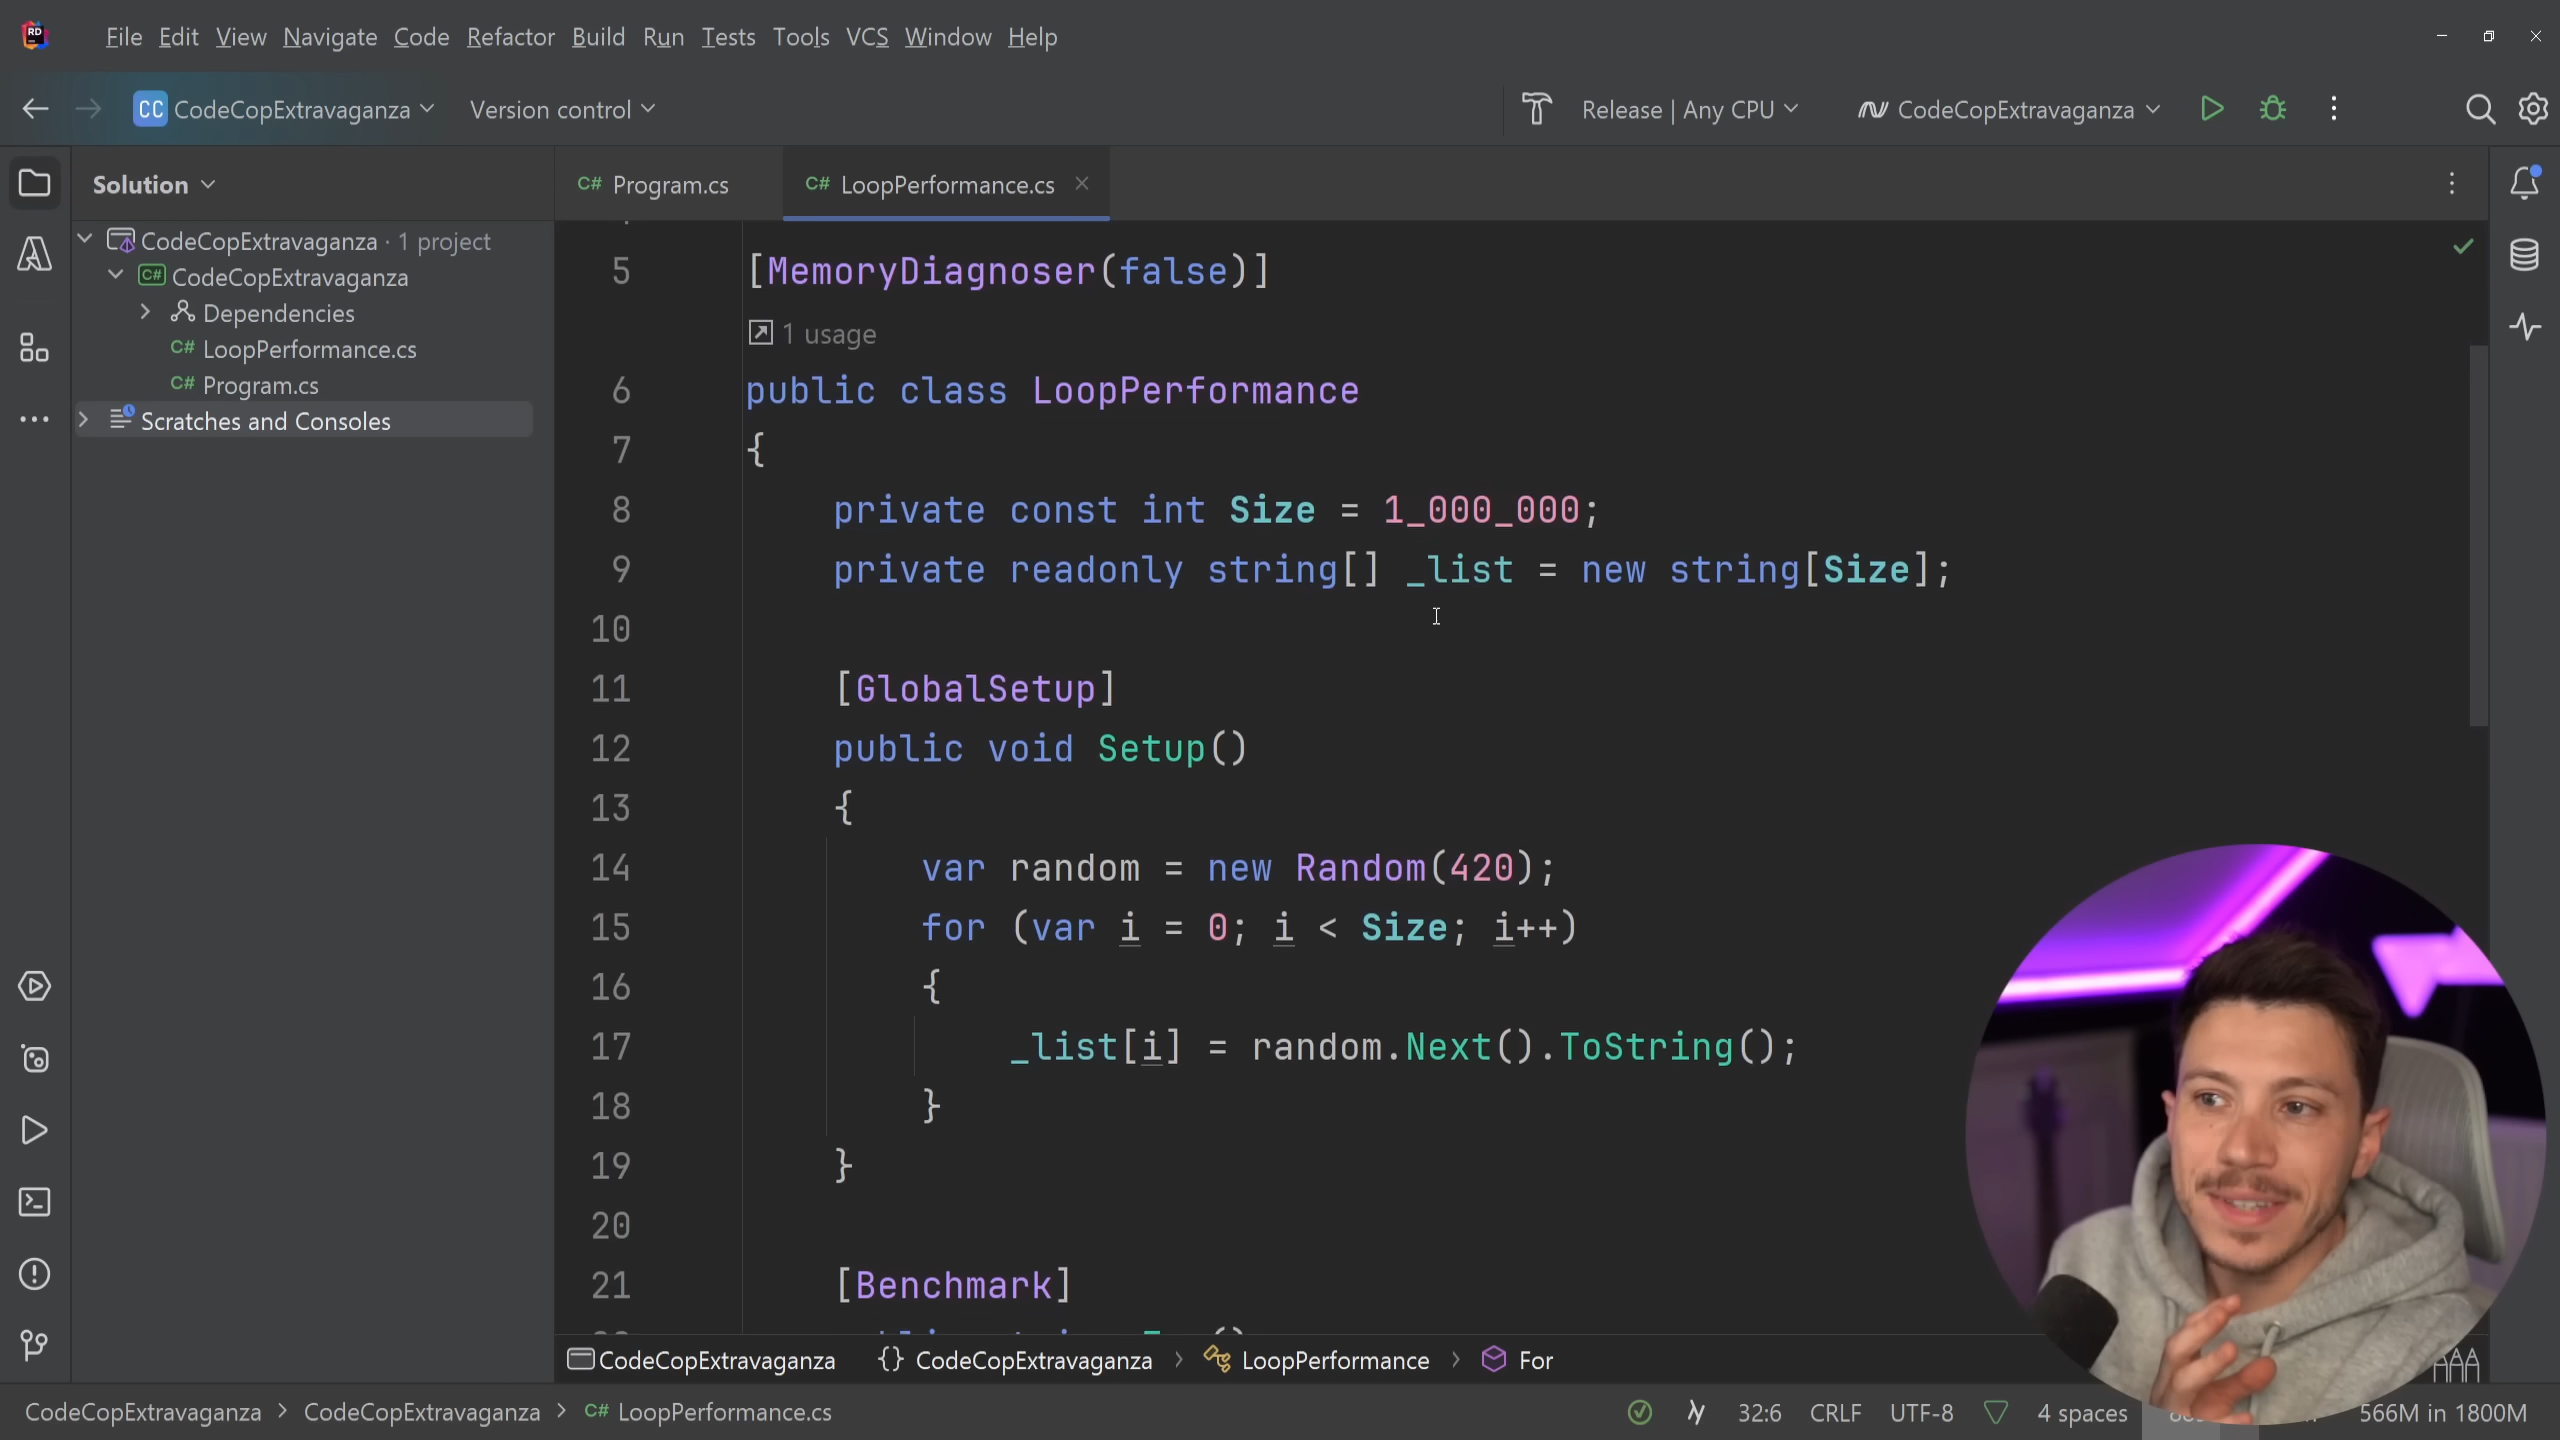 RD File Edit View Navigate Code Refactor Build Run Tests Tools VCS Window Help
CC CodeCopExtravaganza Version control Release | Any CPU CodeCopExtravaganza
Solution
C# Program.cs C# LoopPerformance.cs
CodeCopExtravaganza · 1 project
C# CodeCopExtravaganza
Dependencies
C# LoopPerformance.cs
C# Program.cs
Scratches and Consoles
5 [MemoryDiagnoser(false)]
1 usage
6 public class LoopPerformance
7 {
8 private const int Size = 1_000_000;
9 private readonly string[] _list = new string[Size];
10
11 [GlobalSetup]
12 public void Setup()
13 {
14 var random = new Random(420);
15 for (var i = 0; i < Size; i++)
16 {
17 _list[i] = random.Next().ToString();
18 }
19 }
20
21 [Benchmark]
CodeCopExtravaganza {} CodeCopExtravaganza > LoopPerformance > For
CodeCopExtravaganza > CodeCopExtravaganza > C# LoopPerformance.cs 32:6 CRLF UTF-8 4 spaces 566M in 1800M